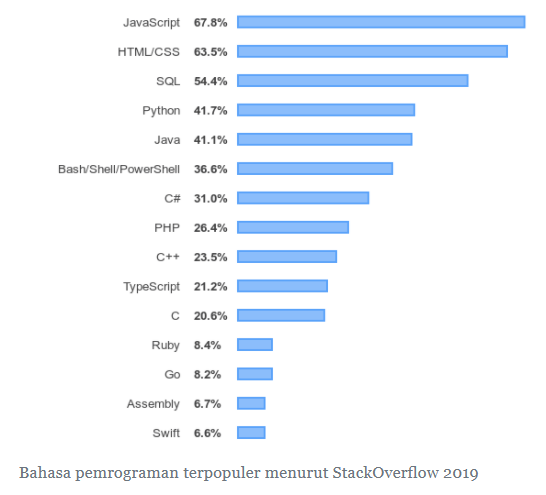 JavaScript 67.8%
HTML/CSS 63.5%
SQL 54.4%
Python 41.7%
Java 41.1%
Bash/Shell/PowerShell 36.6%
C# 31.0%
PHP 26.4%
C++ 23.5%
TypeScript 21.2%
C 20.6%
Ruby 8.4%
Go 8.2%
Assembly 6.7%
Swift 6.6%
Bahasa pemrograman terpopuler menurut StackOverflow 2019